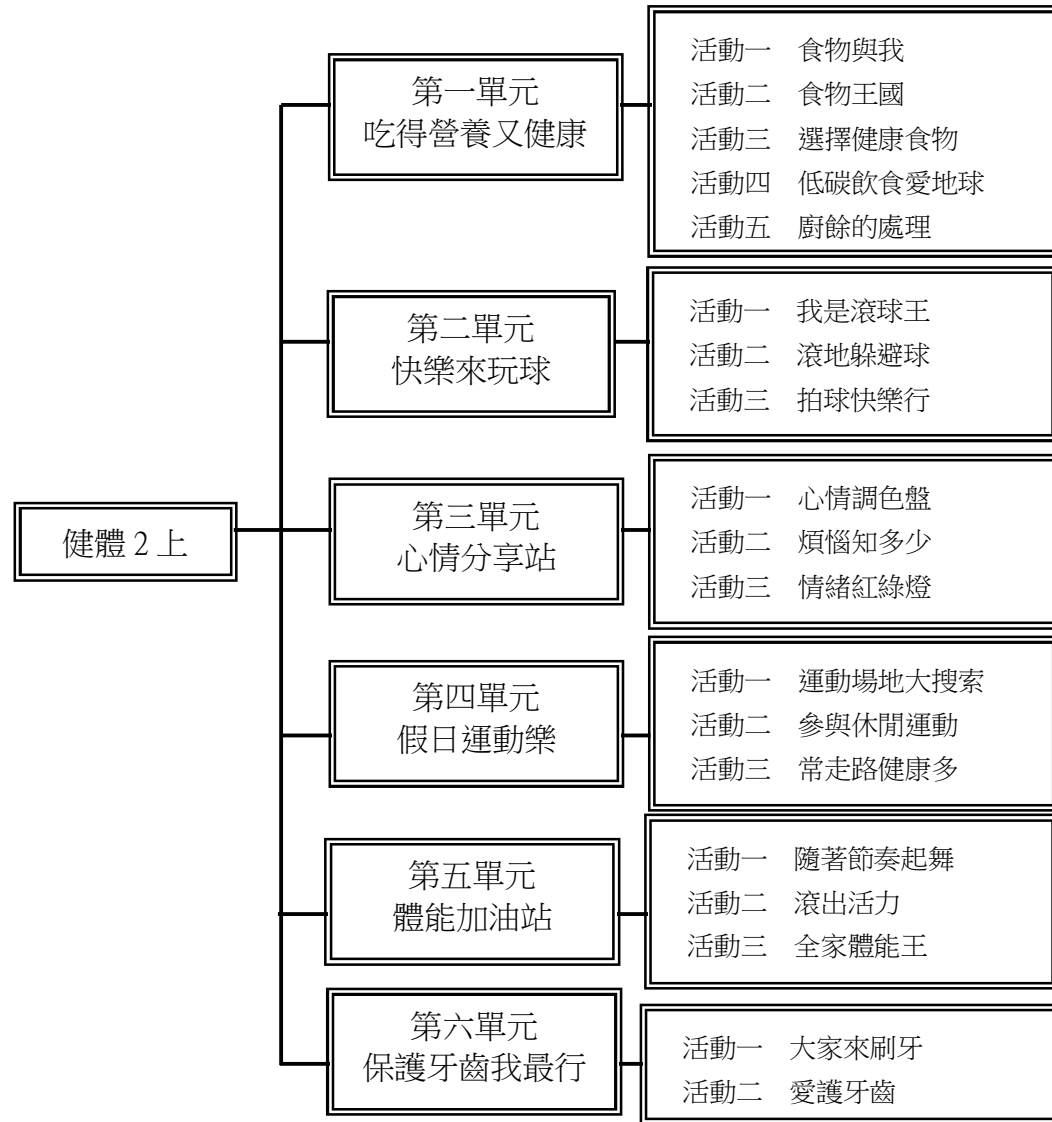 健體2上
第一單元
吃得營養又健康
活動一　食物與我
活動二　食物王國
活動三　選擇健康食物
活動四　低碳飲食愛地球
活動五　廚餘的處理
第二單元
快樂來玩球
活動一　我是滾球王
活動二　滾地躲避球
活動三　拍球快樂行
第三單元
心情分享站
活動一　心情調色盤
活動二　煩惱知多少
活動三　情緒紅綠燈
第四單元
假日運動樂
活動一　運動場地大搜索
活動二　參與休閒運動
活動三　常走路健康多
第五單元
體能加油站
活動一　隨著節奏起舞
活動二　滾出活力
活動三　全家體能王
第六單元
保護牙齒我最行
活動一　大家來刷牙
活動二　愛護牙齒